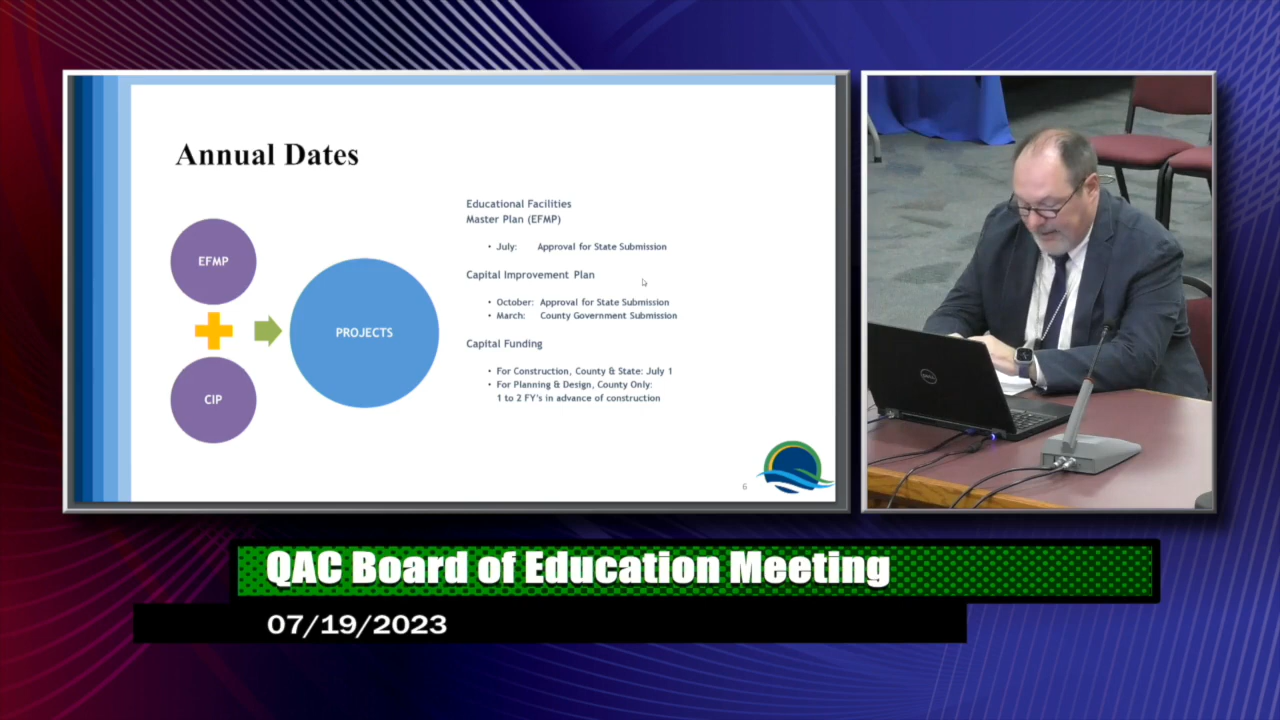 Annual Dates
EFMP
CIP
PROJECTS
Educational Facilities
Master Plan (EFMP)
• July: Approval for State Submission
Capital Improvement Plan
• October: Approval for State Submission
• March: County Government Submission
Capital Funding
• For Construction, County & State: July 1
• For Planning & Design, County Only:
1 to 2 FY's in advance of construction
6
DELL
QAC Board of Education Meeting
07/19/2023